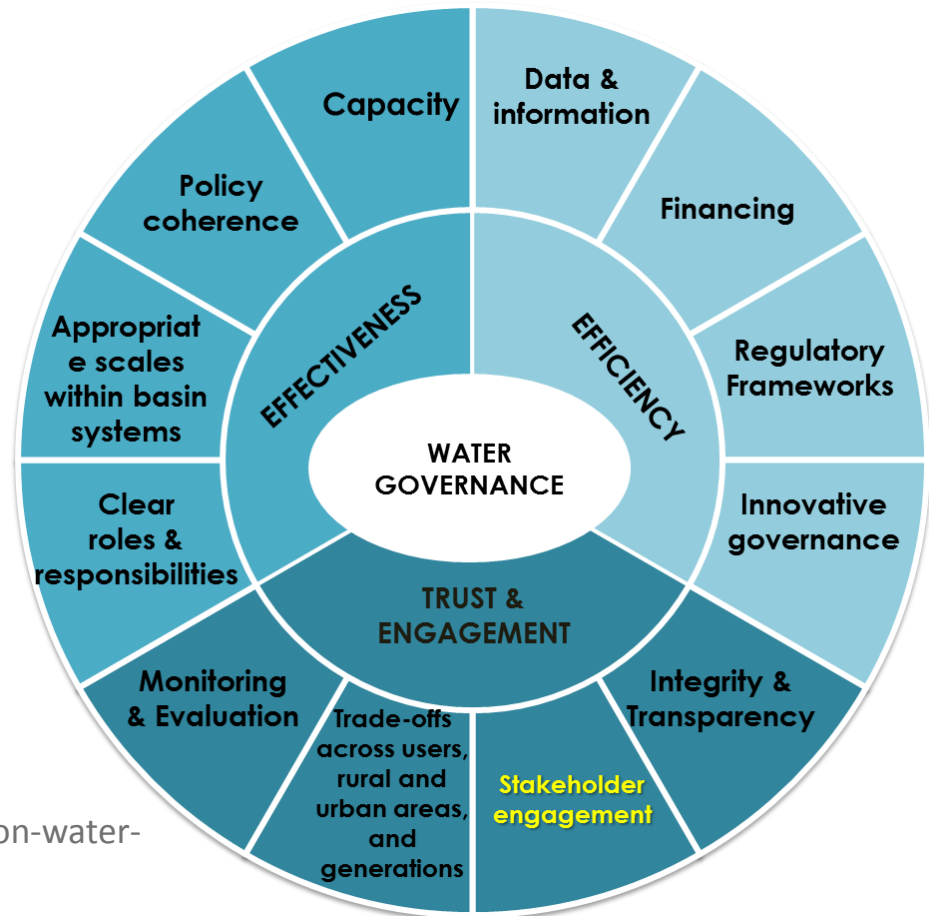 Capacity
Data &
information
Policy
coherence
Financing
Appropriat
e scales
within basin
systems
EFFECTIVENESS
EFFICIENCY
Regulatory
Frameworks
WATER
GOVERNANCE
Clear
roles &
responsibilities
Innovative
governance
TRUST &
ENGAGEMENT
Monitoring
& Evaluation
Trade-offs
across users,
rural and
urban areas,
and
generations
Stakeholder
engagement
Integrity &
Transparency
on-water-